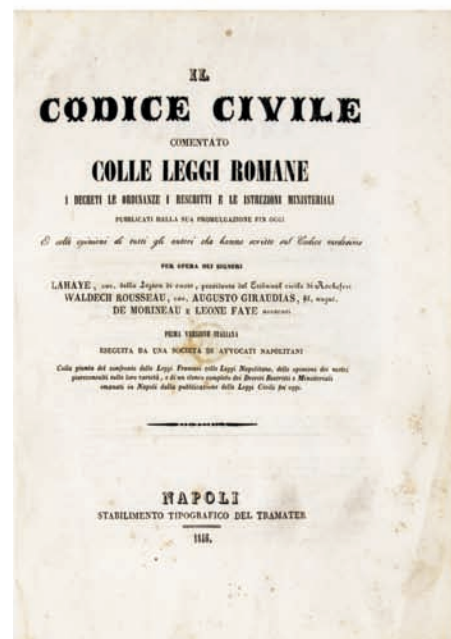 IL
CODICE CIVILE
COMENTATO
COLLE LEGGI ROMANE
I DECRETI LE ORDINANZE I RESCRITTI E LE ISTRUZIONI MINISTERIALI
PUBBLICATI DALLA SUA PROMULGAZIONE FIN OGGI
E colle opinioni di tutti gli autori che hanno scritto sul Codice medesimo
PER OPERA DEI SIGNORI
LAHAYE, cav. della Legion di onore, presidente del Tribunal civile di Rochefort
WALDECH ROUSSEAU, cav. AUGUSTO GIRAUDIAS,
DE MORINEAU E LEONE FAYE avvocati
PRIMA VERSIONE ITALIANA
ESEGUITA DA UNA SOCIETÀ DI AVVOCATI NAPOLITANI
Colla giunta del confronto delle Leggi Francesi colle Leggi Napolitane, delle opinioni dei nostri
giureconsulti sulle loro varietà, e di un elenco completo dei Decreti Rescritti e Ministeriali
emanati in Napoli dalla pubblicazione delle Leggi Civili fin'oggi.
NAPOLI
STABILIMENTO TIPOGRAFICO DEL TRAMATER